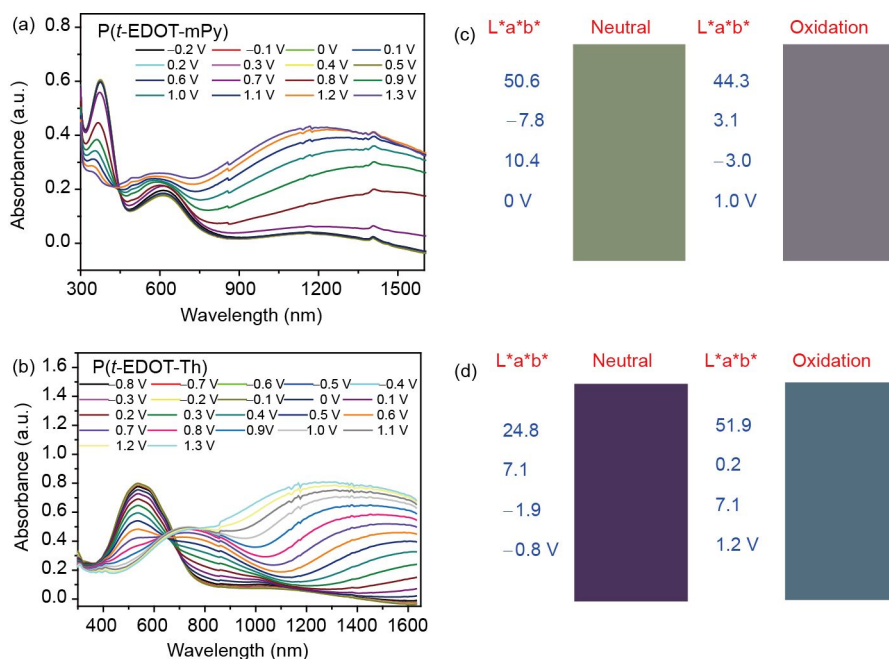 (a)
P(t-EDOT-mPy)
−0.2 V −0.1 V 0 V 0.1 V
0.2 V 0.3 V 0.4 V 0.5 V
0.6 V 0.7 V 0.8 V 0.9 V
1.0 V 1.1 V 1.2 V 1.3 V
0.8
0.6
0.4
0.2
0.0
Absorbance (a.u.)
300 600 900 1200 1500
Wavelength (nm)
(c)
L*a*b* Neutral L*a*b* Oxidation
50.6 44.3
−7.8 3.1
10.4 −3.0
0 V 1.0 V
(b)
P(t-EDOT-Th)
−0.8 V −0.7 V −0.6 V −0.5 V −0.4 V
−0.3 V −0.2 V −0.1 V 0 V 0.1 V
0.2 V 0.3 V 0.4 V 0.5 V 0.6 V
0.7 V 0.8 V 0.9V 1.0 V 1.1 V
1.2 V 1.3 V
1.6
1.4
1.2
1.0
0.8
0.6
0.4
0.2
0.0
Absorbance (a.u.)
400 600 800 1000 1200 1400 1600
Wavelength (nm)
(d)
L*a*b* Neutral L*a*b* Oxidation
24.8 51.9
7.1 0.2
−1.9 7.1
−0.8 V 1.2 V